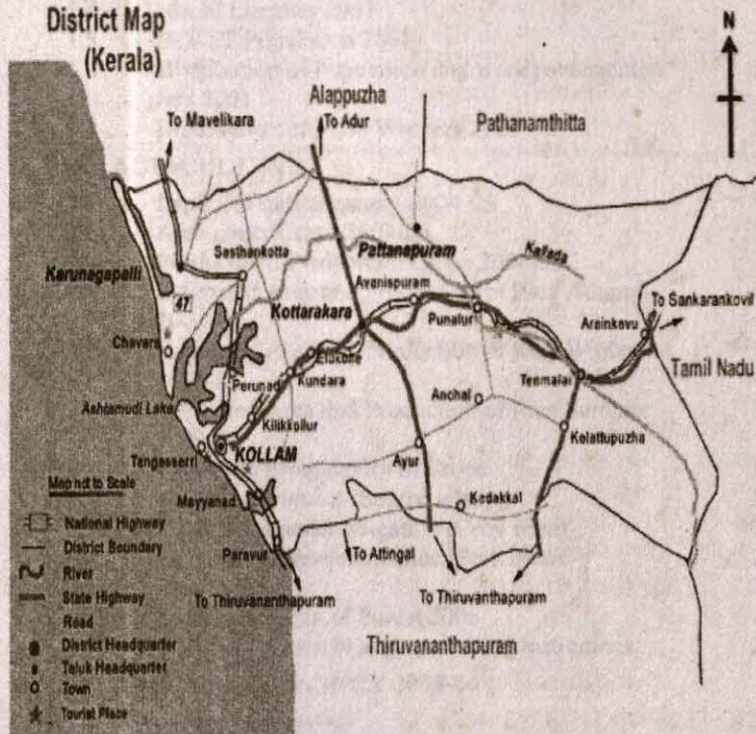 District Map
(Kerala)
N
Alappuzha
To Mavelikara
To Adur
Pathanamthitta
Sasthankotta
Pattanapuram
Kallada
Karunagapalli
47
Avanispuram
To Sankarankovil
Kottarakara
Punalur
Arainkavu
Chavara
Tamil Nadu
Perunad
Kundara
Tenmalai
Ashtamudi Lake
Anchal
Kilikkollur
Kolattupuzha
KOLLAM
Tangasserri
Ayur
Map not to Scale
Mayyanad
Kadakkal
National Highway
District Boundary
Paravur
To Attingal
River
State Highway
To Thiruvananthapuram
To Thiruvanthapuram
Road
District Headquarter
Thiruvananthapuram
Taluk Headquarter
Town
Tourist Place